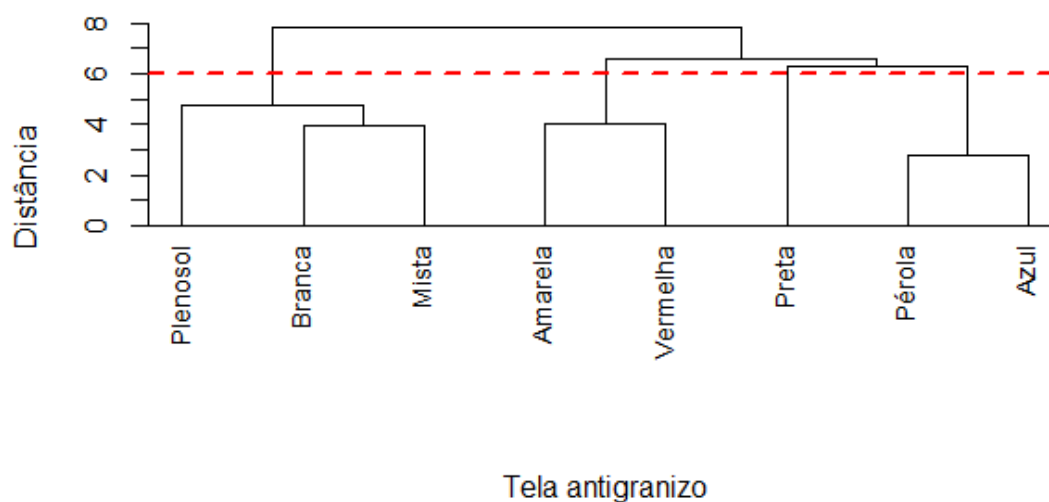 Distância
8
6
4
2
0
Plenosol
Branca
Mista
Amarela
Vermelha
Preta
Pérola
Azul
Tela antigranizo